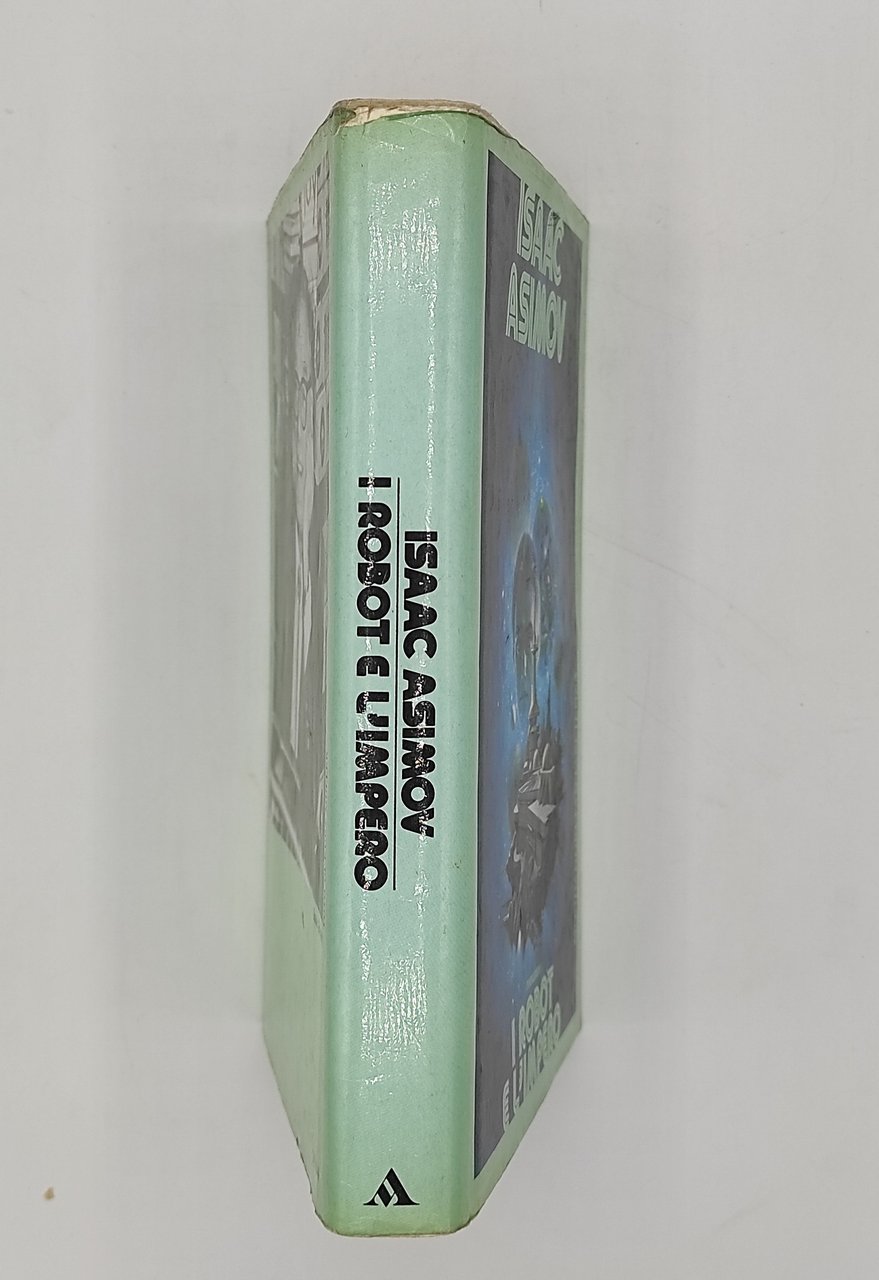 ISAAC ASIMOV
I ROBOT E L'IMPERO
ISAAC
ASIMOV
I ROBOT
E L'IMPERO